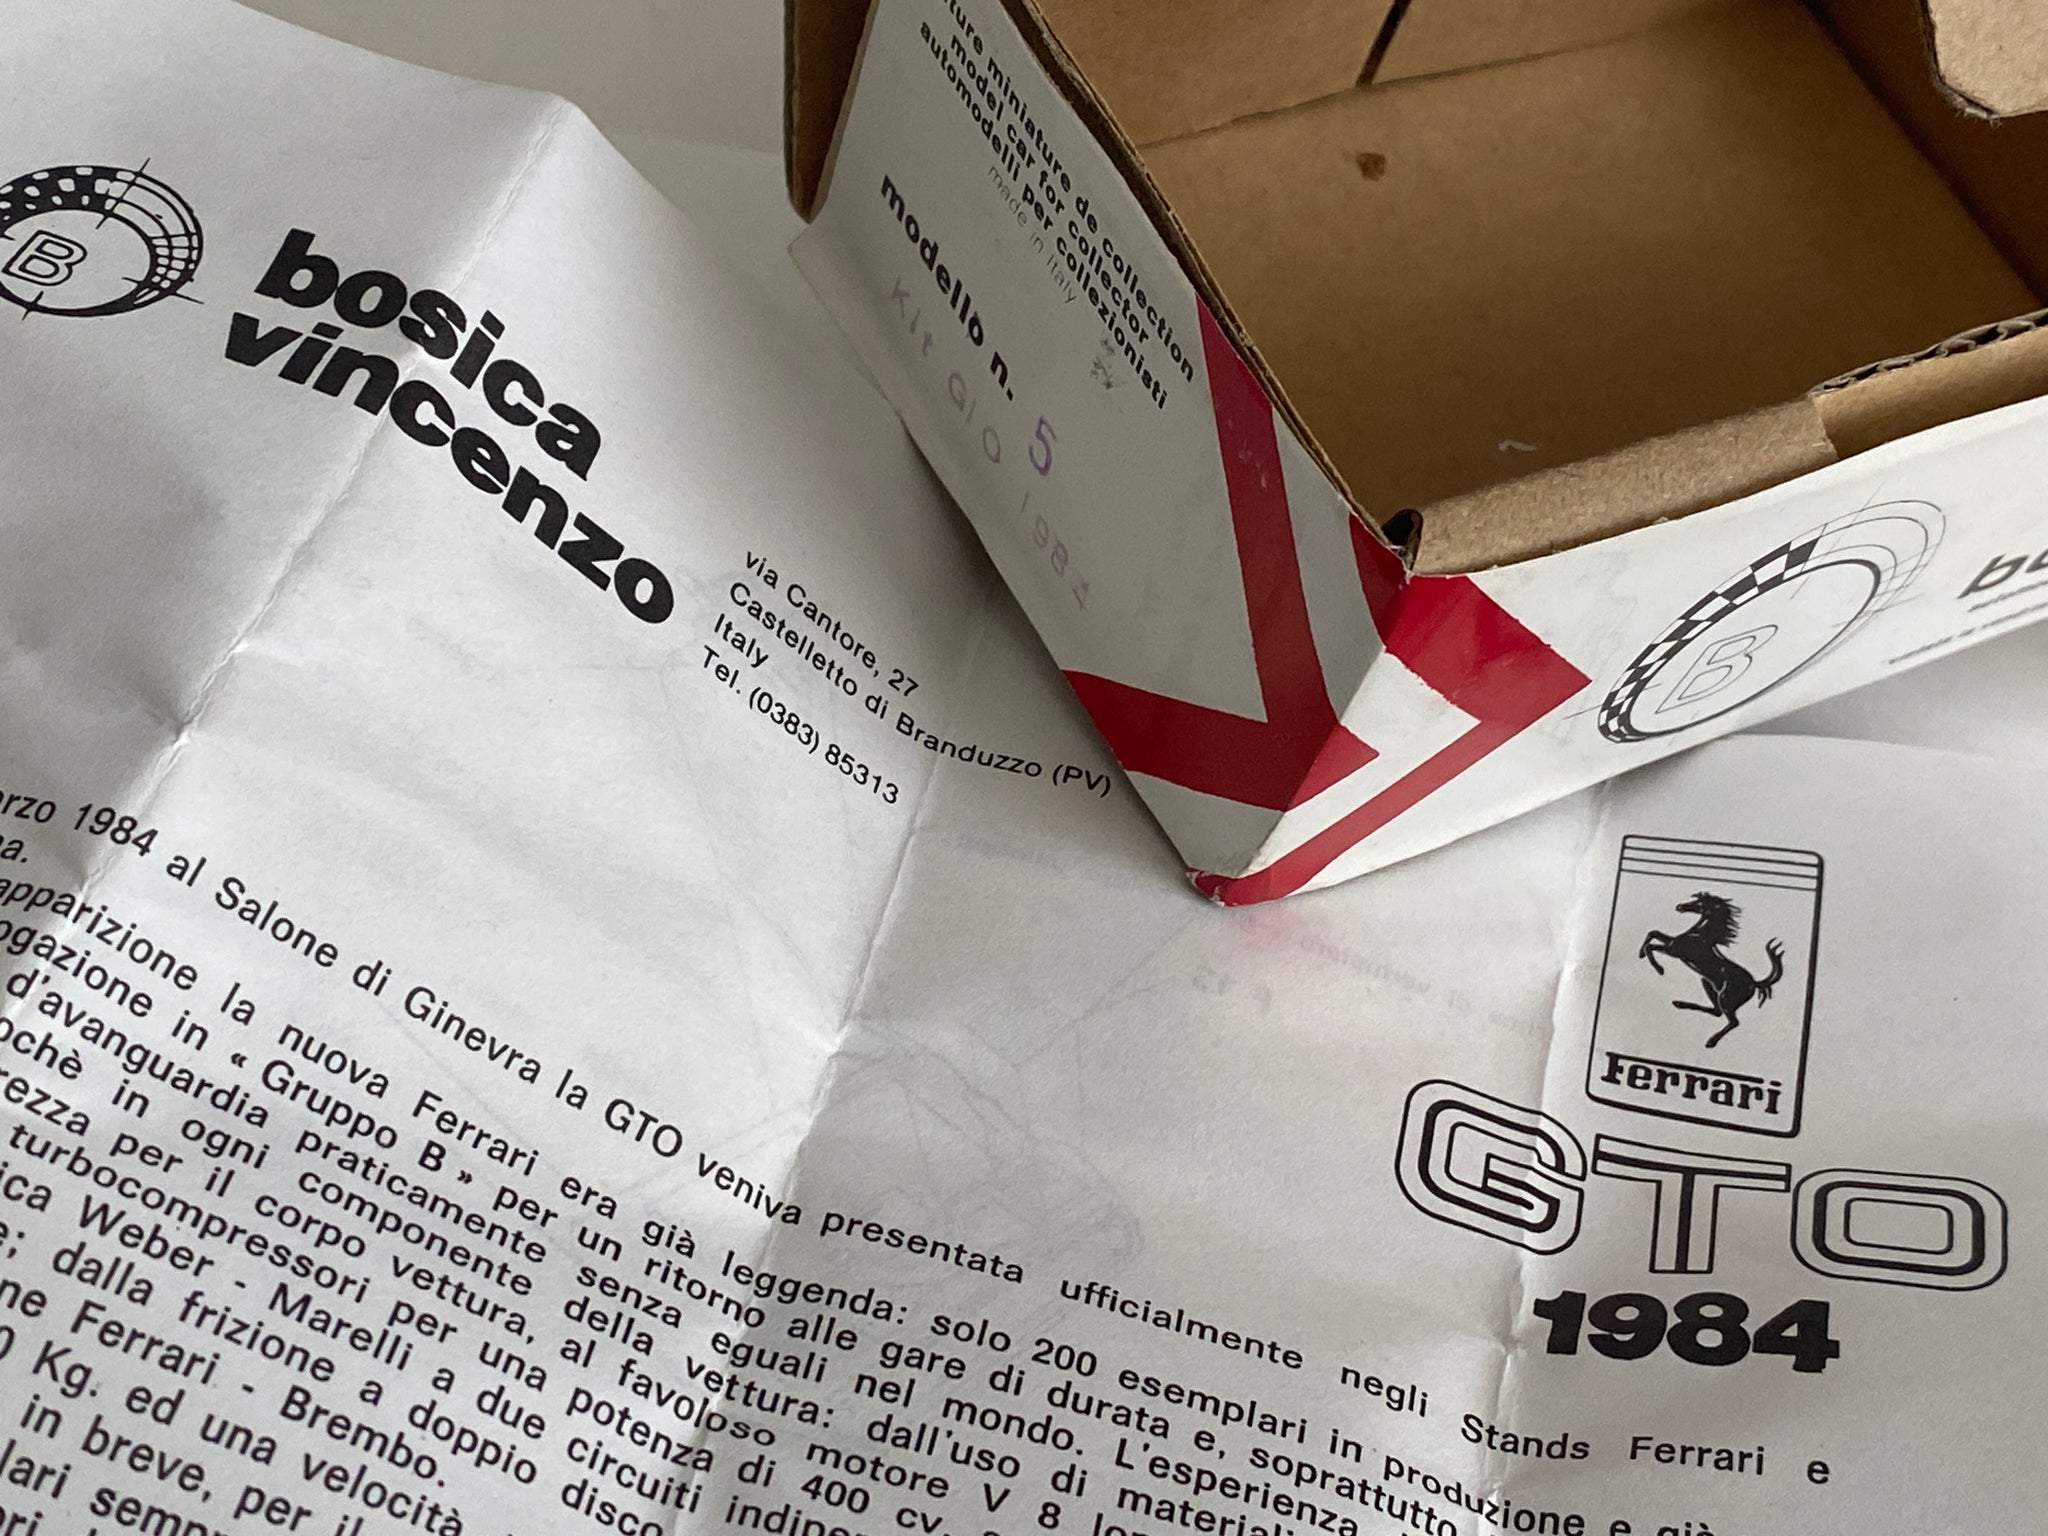 B
bosica
vincenzo
via Cantore, 27
Castelletto di Branduzzo (PV)
Italy
Tel. (0383) 85313
miniature de collection
model car for collector
automodelli per collezionisti
made in Italy
modello n. 5
Kit GTO 1984
B
Ferrari
GTO
1984
1984 al Salone di Ginevra la GTO veniva presentata ufficialmente negli Stands Ferrari e
apparizione la nuova Ferrari era già leggenda: solo 200 esemplari in produzione e già
in « Gruppo B » per un ritorno alle gare di durata e, soprattutto
d'avanguardia praticamente senza eguali nel mondo. L'esperienza
in ogni componente della vettura: dall'uso di materiali
per il corpo vettura, al favoloso motore V 8
turbocompressori per una potenza di 400 cv.
Weber - Marelli a due circuiti
dalla frizione a doppio disco
Ferrari - Brembo.
Kg. ed una velocità
in breve, per il